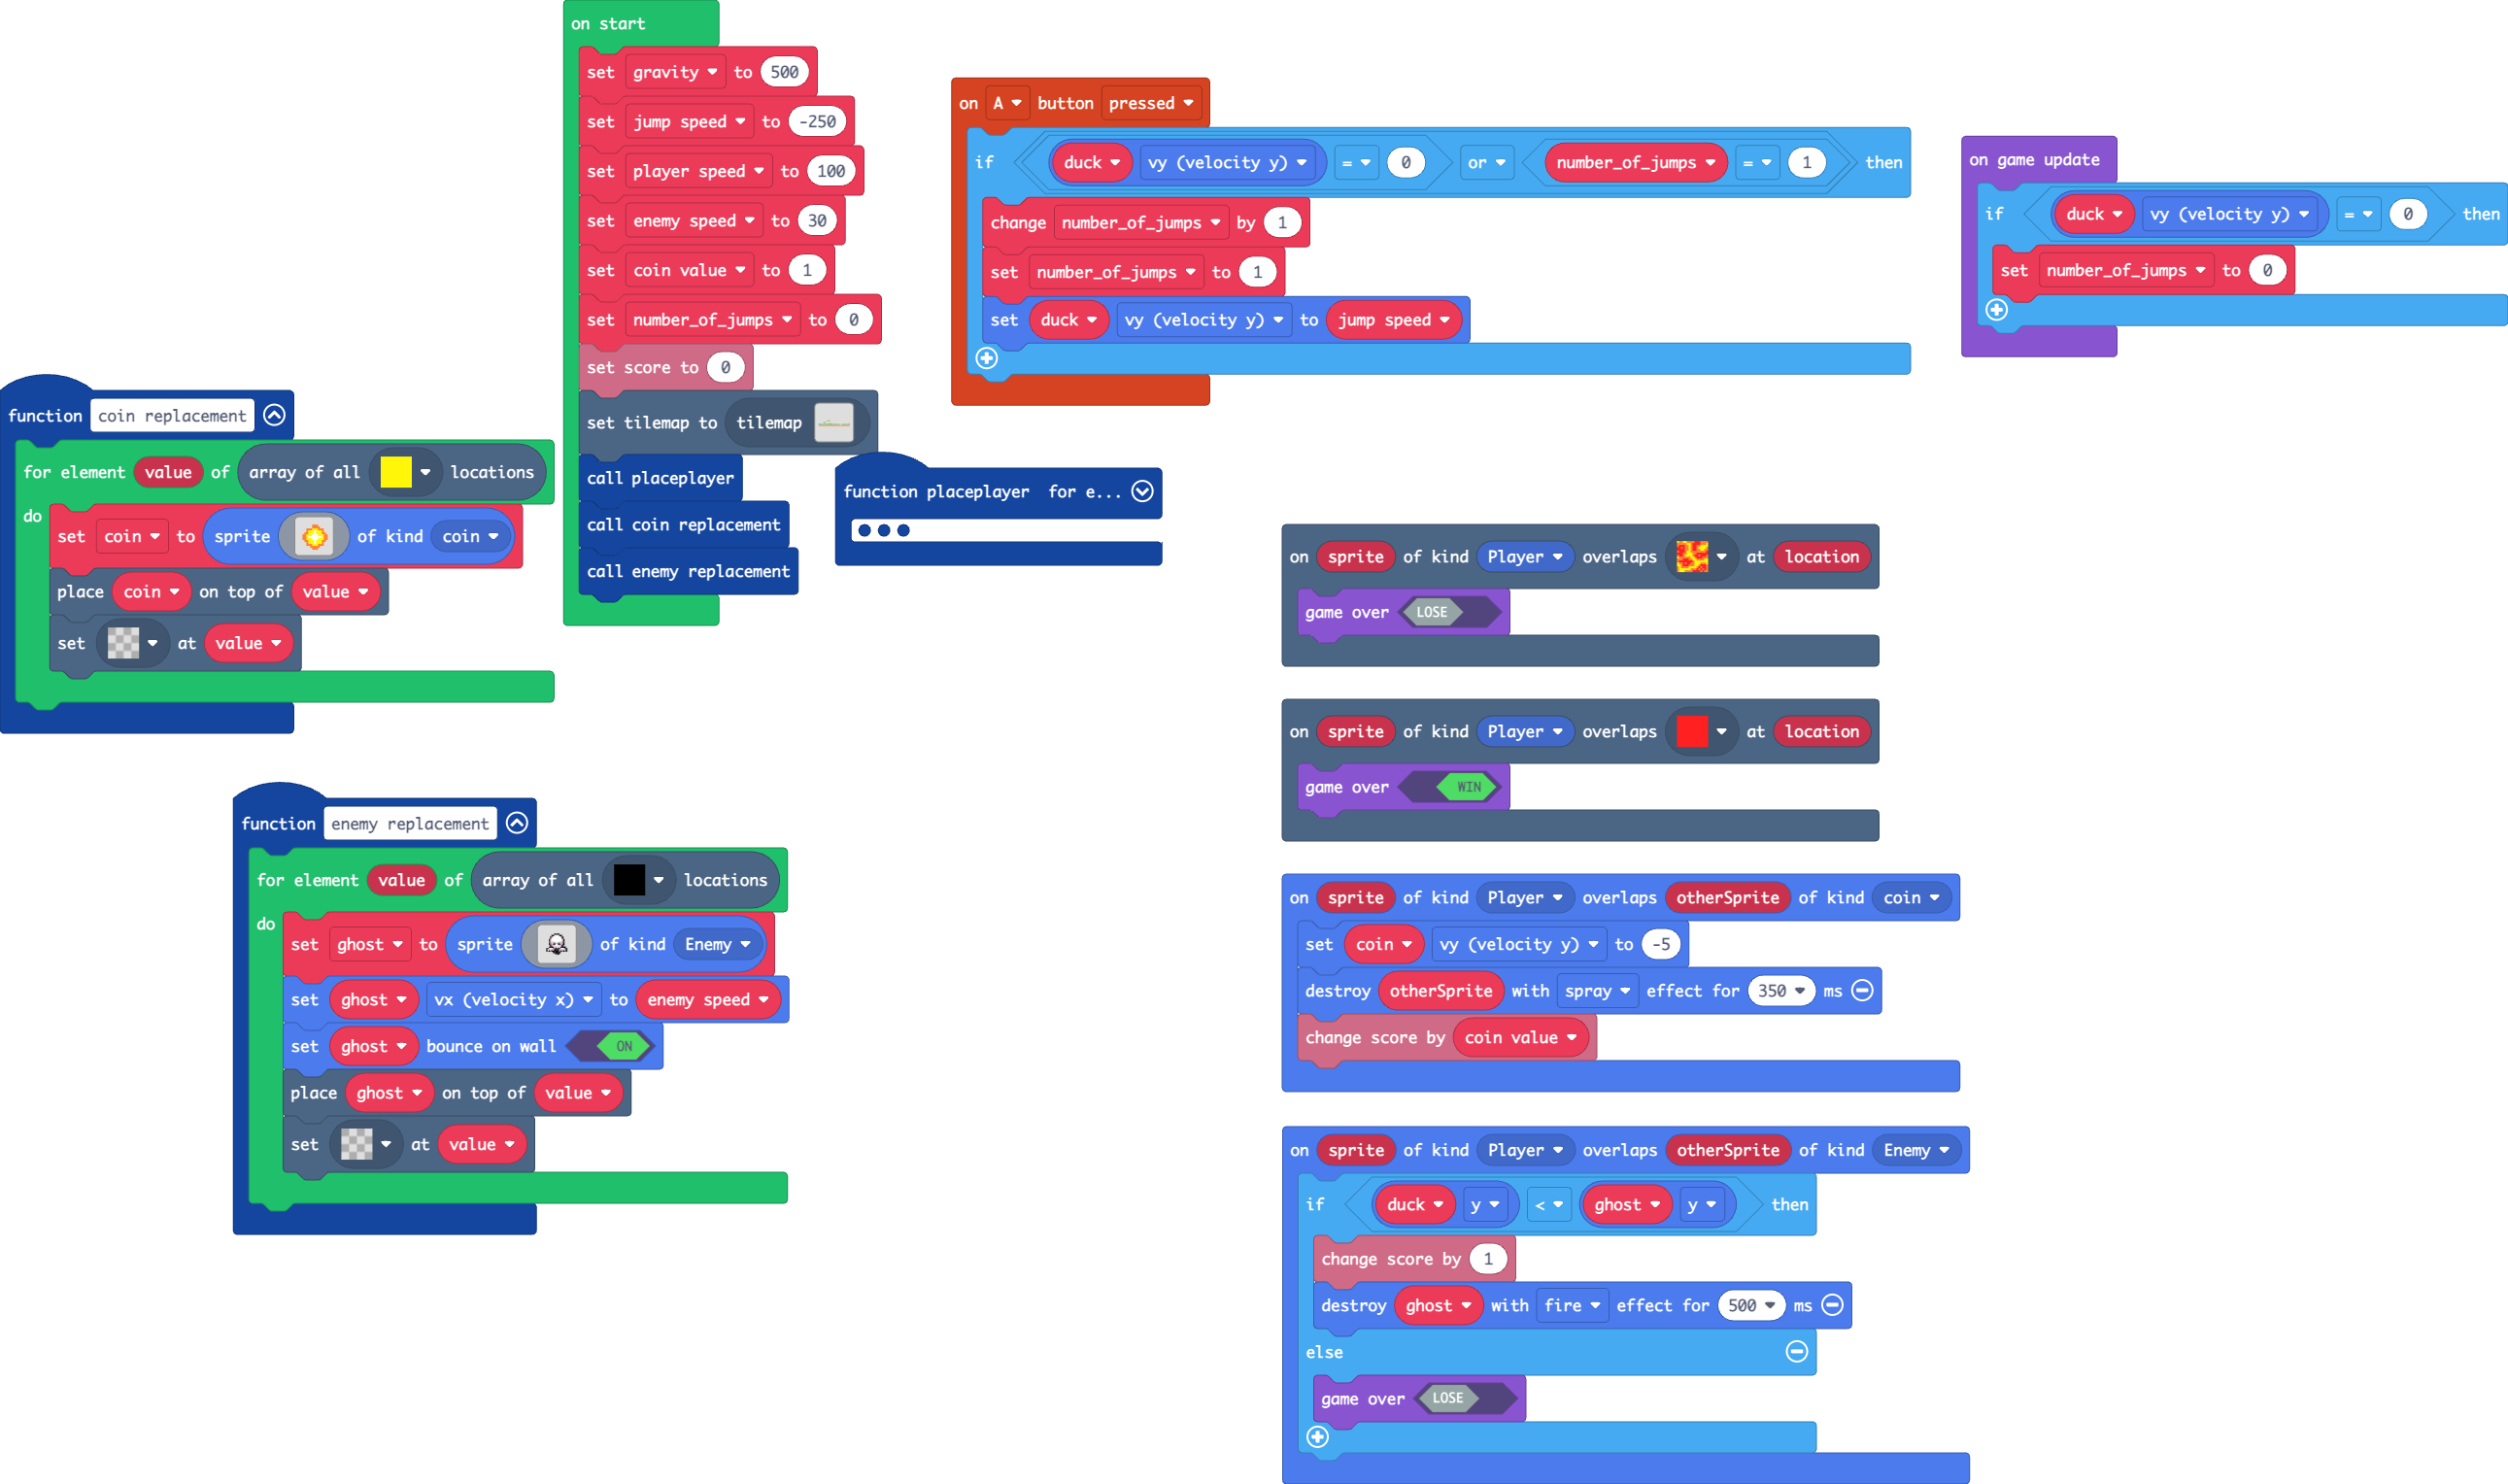 on start
set gravity to 500
set jump speed to -250
set player speed to 100
set enemy speed to 30
set coin value to 1
set number_of_jumps to 0
set score to 0
set tilemap to tilemap
call placeplayer
call coin replacement
call enemy replacement
on A button pressed
if duck vy (velocity y) = 0 or number_of_jumps = 1 then
change number_of_jumps by 1
set number_of_jumps to 1
set duck vy (velocity y) to jump speed
on game update
if duck vy (velocity y) = 0 then
set number_of_jumps to 0
function coin replacement
for element value of array of all locations
do
set coin to sprite of kind coin
place coin on top of value
set at value
function placeplayer for e...
function enemy replacement
for element value of array of all locations
do
set ghost to sprite of kind Enemy
set ghost vx (velocity x) to enemy speed
set ghost bounce on wall ON
place ghost on top of value
set at value
on sprite of kind Player overlaps at location
game over LOSE
on sprite of kind Player overlaps at location
game over WIN
on sprite of kind Player overlaps otherSprite of kind coin
set coin vy (velocity y) to -5
destroy otherSprite with spray effect for 350 ms
change score by coin value
on sprite of kind Player overlaps otherSprite of kind Enemy
if duck y < ghost y then
change score by 1
destroy ghost with fire effect for 500 ms
else
game over LOSE